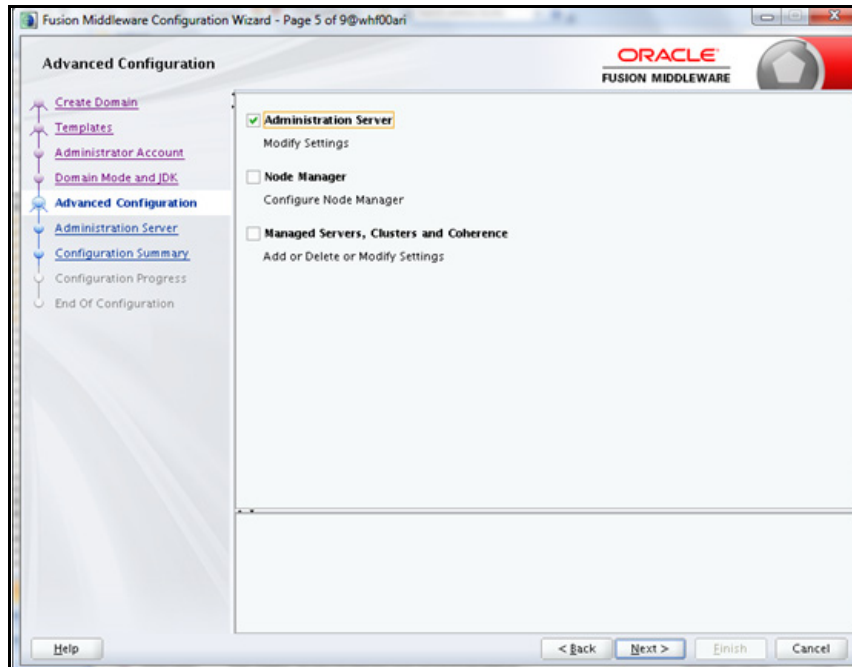 Fusion Middleware Configuration Wizard - Page 5 of 9@whf00ari
Advanced Configuration
ORACLE
FUSION MIDDLEWARE
Create Domain
Templates
Administrator Account
Domain Mode and JDK
Advanced Configuration
Administration Server
Configuration Summary
Configuration Progress
End Of Configuration
Administration Server
Modify Settings
Node Manager
Configure Node Manager
Managed Servers, Clusters and Coherence
Add or Delete or Modify Settings
Help
< Back
Next >
Finish
Cancel